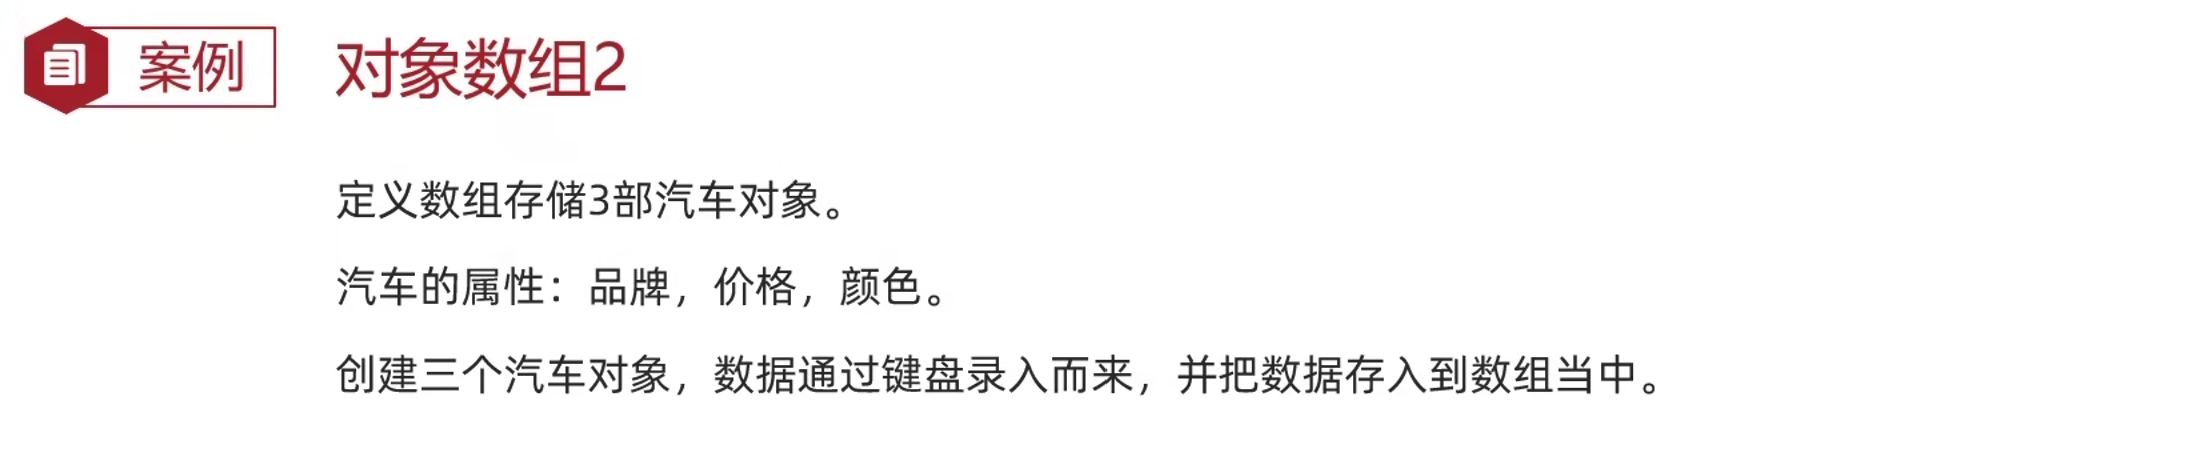 案例
对象数组2
定义数组存储3部汽车对象。
汽车的属性：品牌，价格，颜色。
创建三个汽车对象，数据通过键盘录入而来，并把数据存入到数组当中。